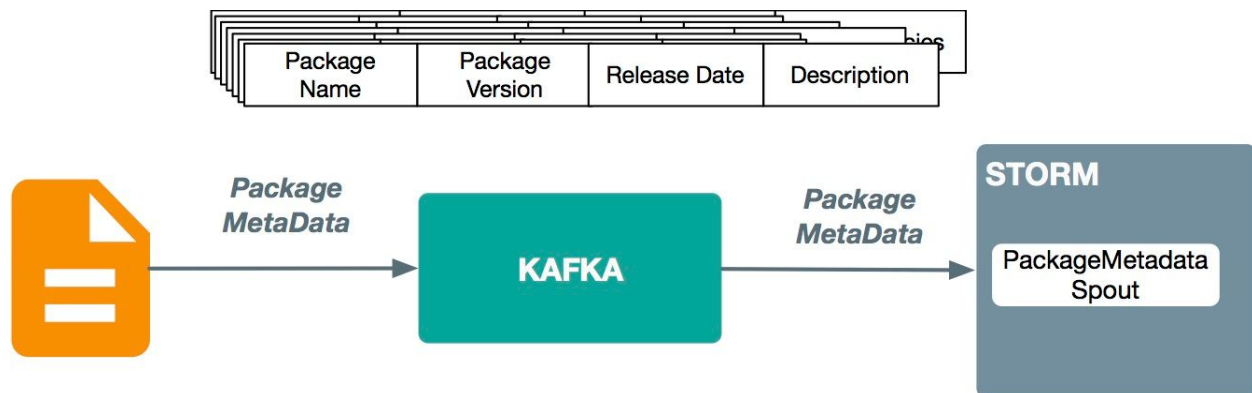 Package
Name
Package
Version
Release Date
Description
Package
MetaData
KAFKA
Package
MetaData
STORM
PackageMetadata
Spout